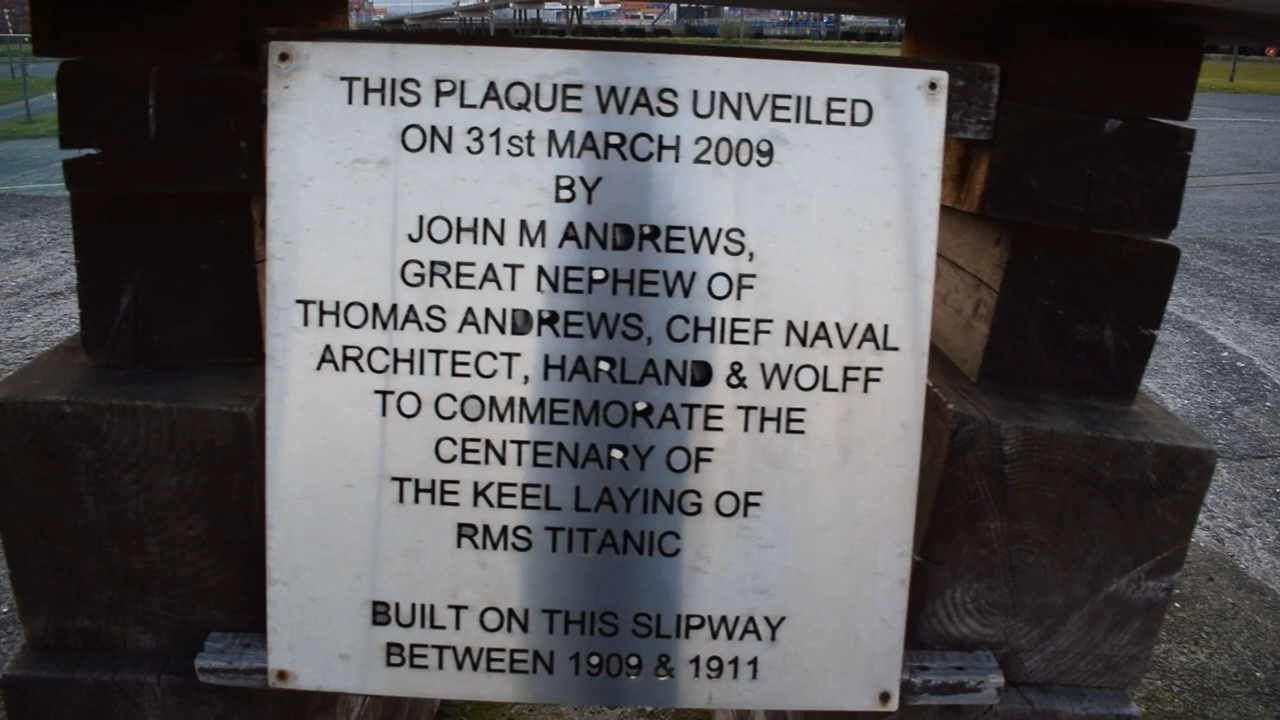 THIS PLAQUE WAS UNVEILED
ON 31st MARCH 2009
BY
JOHN M ANDREWS,
GREAT NEPHEW OF
THOMAS ANDREWS, CHIEF NAVAL
ARCHITECT, HARLAND & WOLFF
TO COMMEMORATE THE
CENTENARY OF
THE KEEL LAYING OF
RMS TITANIC
BUILT ON THIS SLIPWAY
BETWEEN 1909 & 1911